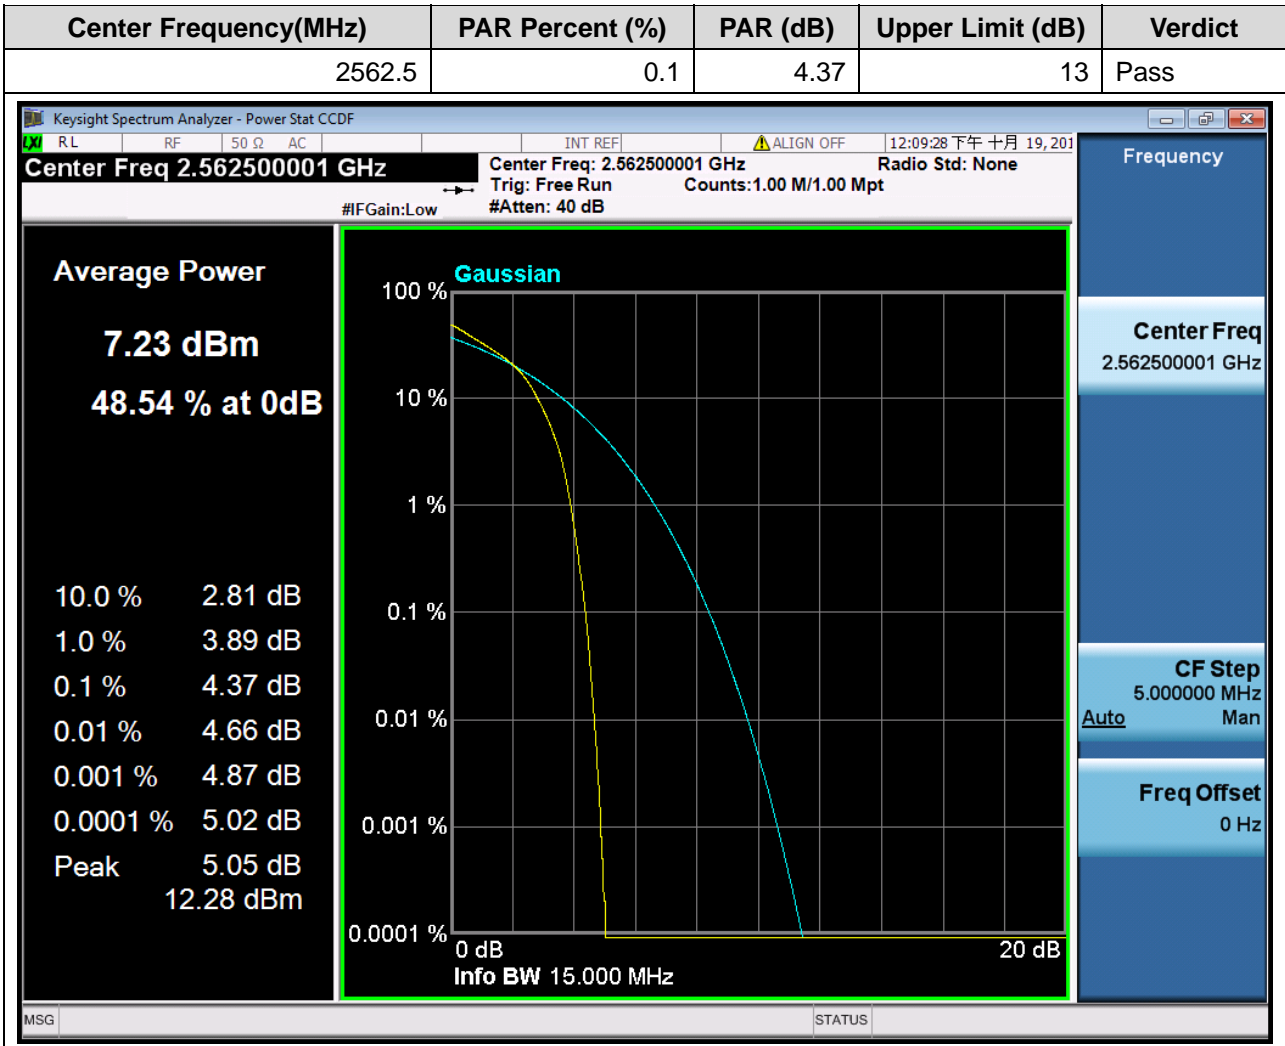 Center Frequency(MHz) PAR Percent (%) PAR (dB) Upper Limit (dB) Verdict
2562.5 0.1 4.37 13 Pass
Keysight Spectrum Analyzer - Power Stat CCDF
LXI RL RF 50 Ω AC INT REF ALIGN OFF 12:09:28 下午 十月 19, 201
Center Freq 2.562500001 GHz
Center Freq: 2.562500001 GHz Radio Std: None
Trig: Free Run Counts:1.00 M/1.00 Mpt
#IFGain:Low #Atten: 40 dB
Frequency
Average Power
7.23 dBm
48.54 % at 0dB
10.0 % 2.81 dB
1.0 % 3.89 dB
0.1 % 4.37 dB
0.01 % 4.66 dB
0.001 % 4.87 dB
0.0001 % 5.02 dB
Peak 5.05 dB
12.28 dBm
Gaussian
100 %
10 %
1 %
0.1 %
0.01 %
0.001 %
0.0001 %
0 dB 20 dB
Info BW 15.000 MHz
Center Freq
2.562500001 GHz
CF Step
5.000000 MHz
Auto Man
Freq Offset
0 Hz
MSG STATUS